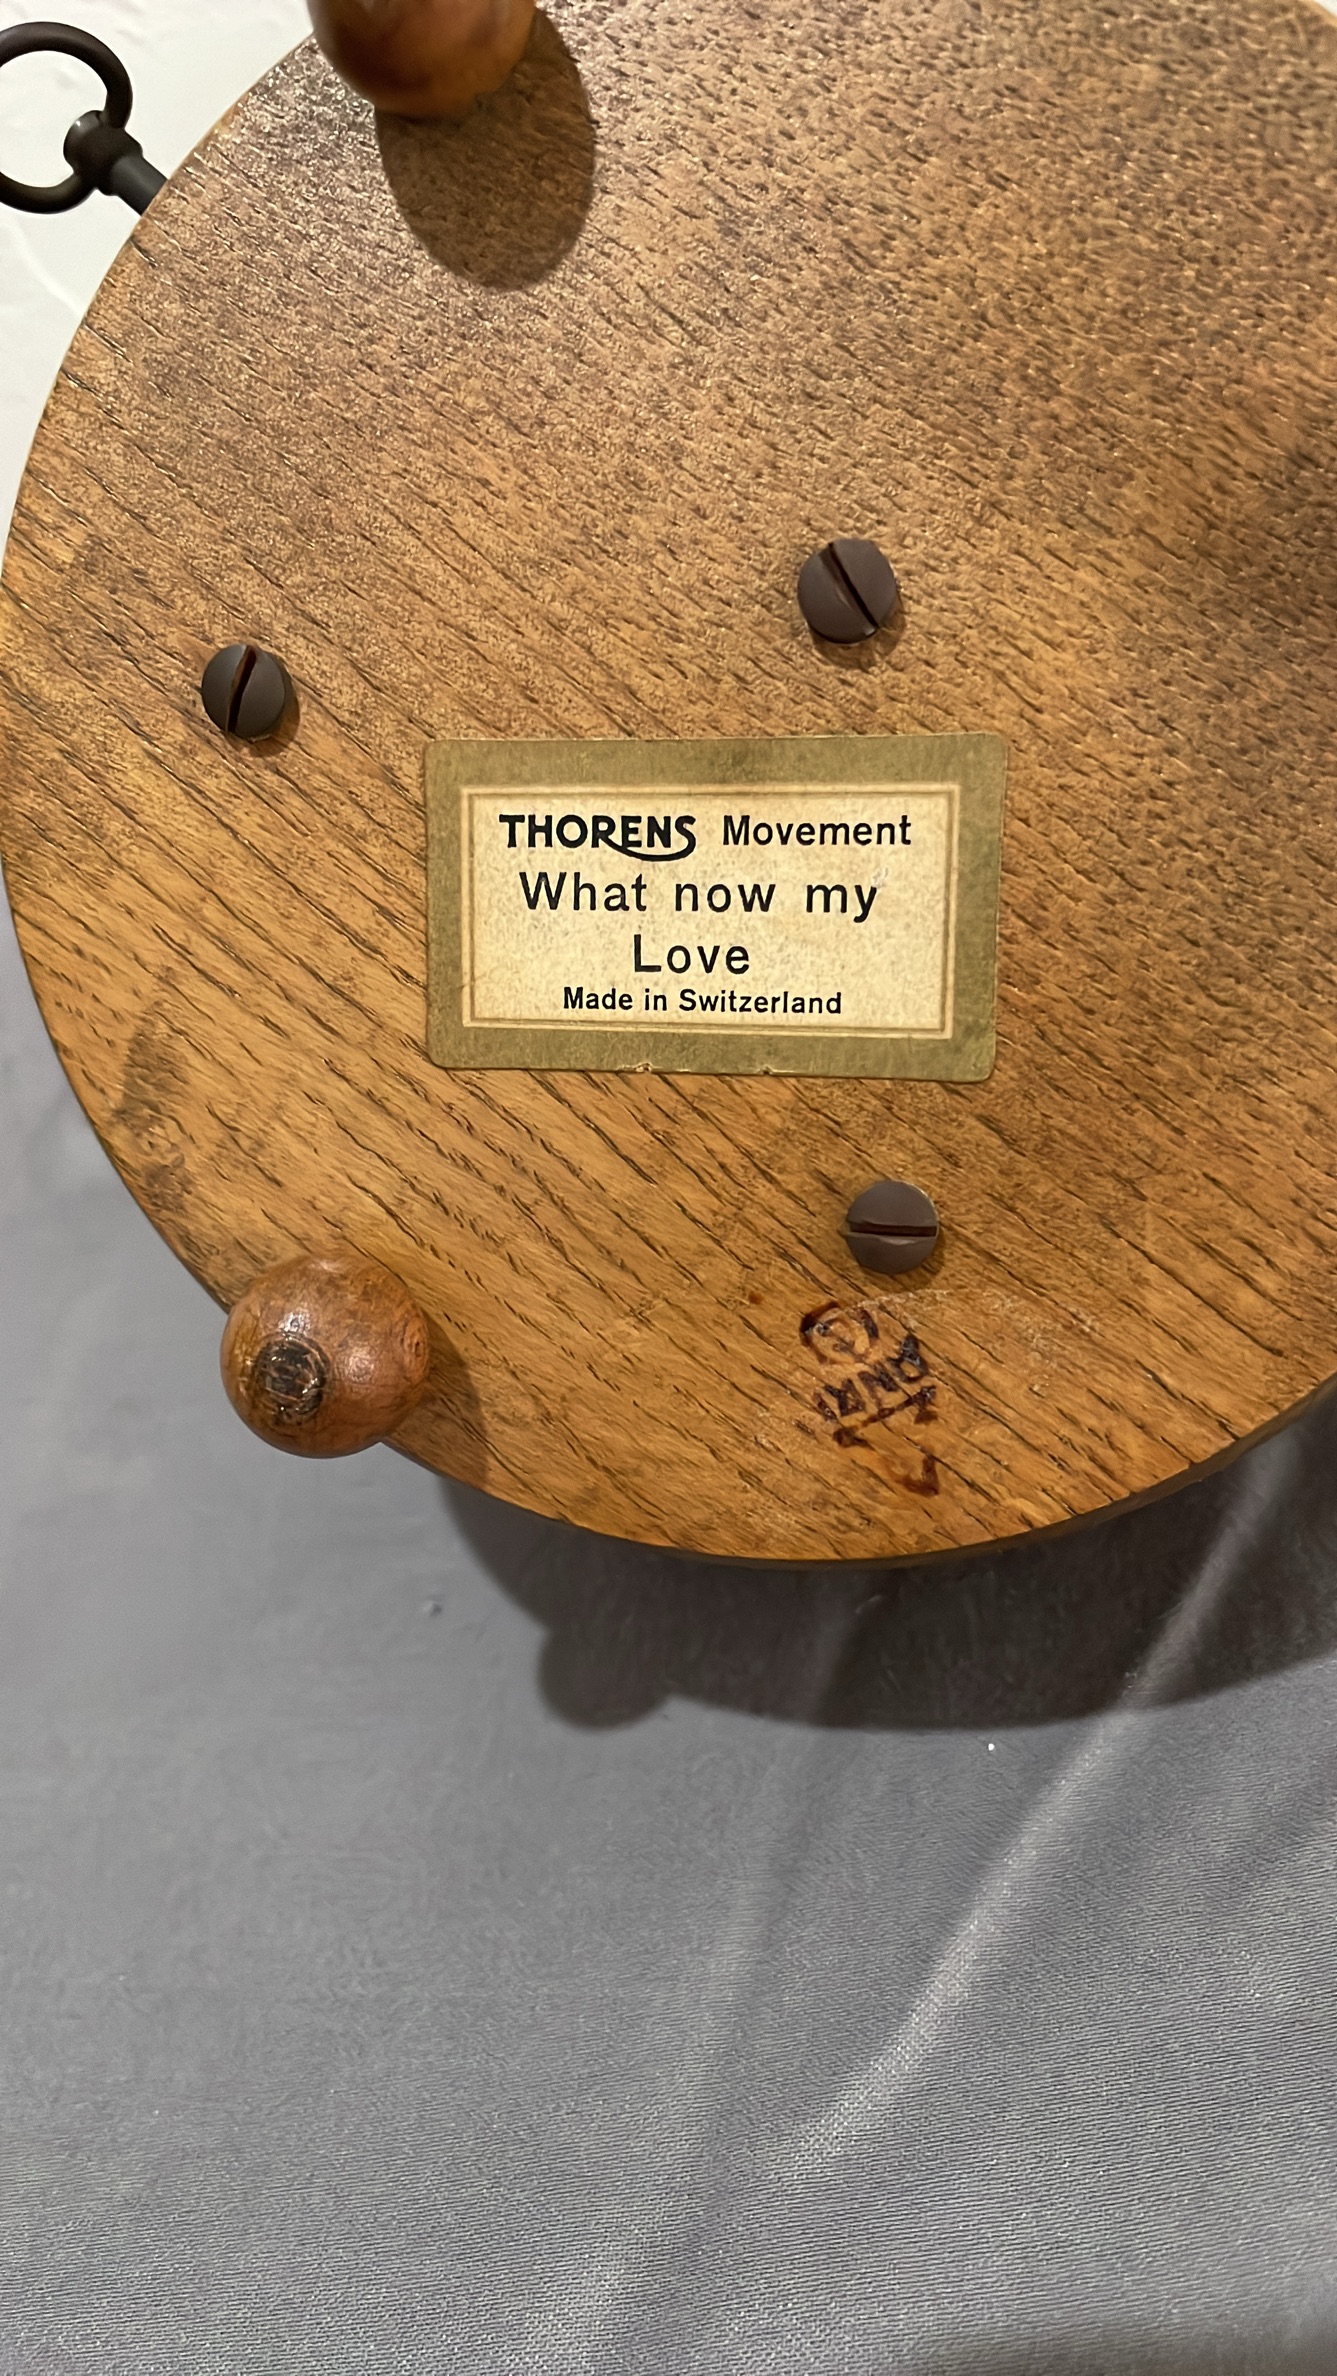 THORENS Movement
What now my
Love
Made in Switzerland